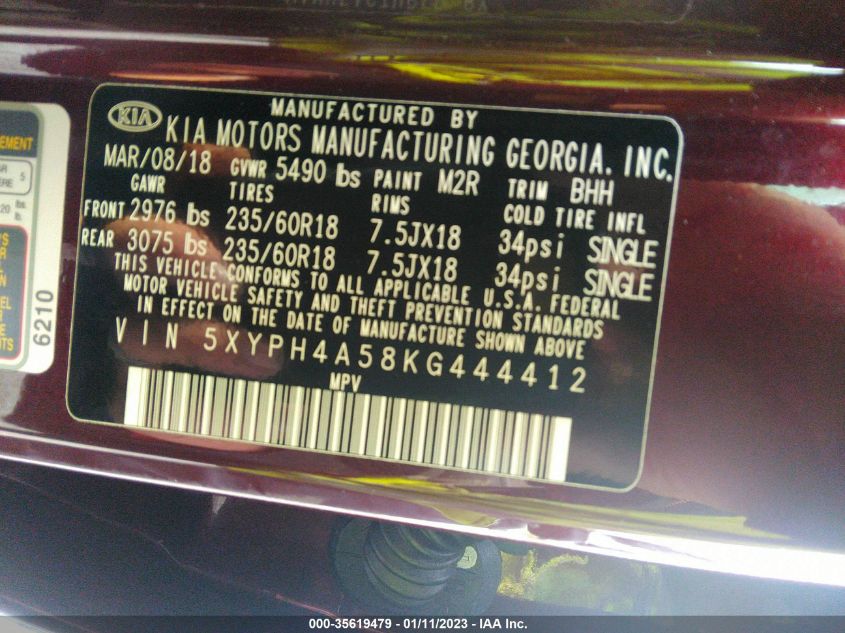 KIA
MANUFACTURED BY
KIA MOTORS MANUFACTURING GEORGIA. INC.
MAR/08/18 GVWR 5490 lbs PAINT M2R TRIM BHH
GAWR TIRES RIMS COLD TIRE INFL
FRONT 2976 lbs 235/60R18 7.5JX18 34psi SINGLE
REAR 3075 lbs 235/60R18 7.5JX18 34psi SINGLE
THIS VEHICLE CONFORMS TO ALL APPLICABLE U.S.A. FEDERAL
MOTOR VEHICLE SAFETY AND THEFT PREVENTION STANDARDS
IN EFFECT ON THE DATE OF MANUFACTURE SHOWN ABOVE
VIN 5XYPH4A58KG444412
MPV
6210
000-35619479 - 01/11/2023 - IAA Inc.